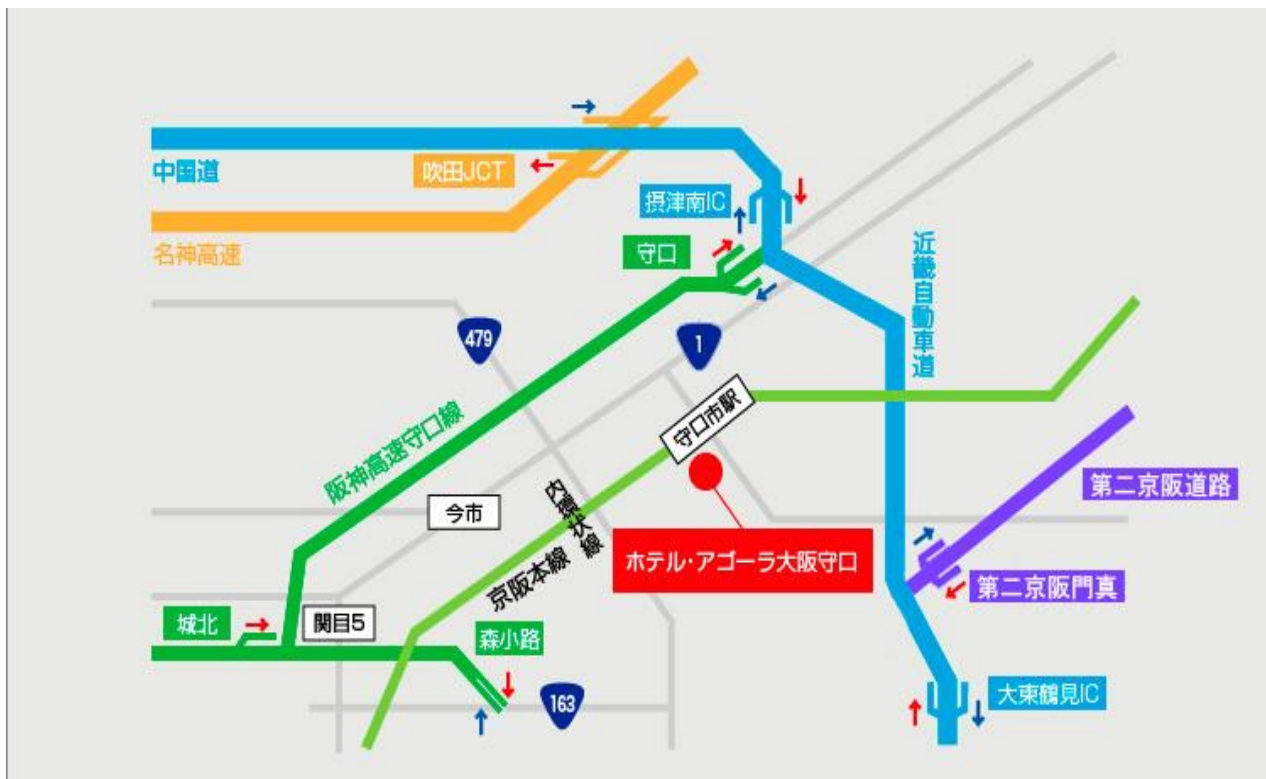 中国道
吹田JCT
名神高速
摂津南IC
守口
近畿自動車道
479
1
守口市駅
阪神高速守口線
今市
内環状線
京阪本線
ホテル・アゴーラ大阪守口
第二京阪道路
第二京阪門真
城北
関目5
森小路
163
大東鶴見IC